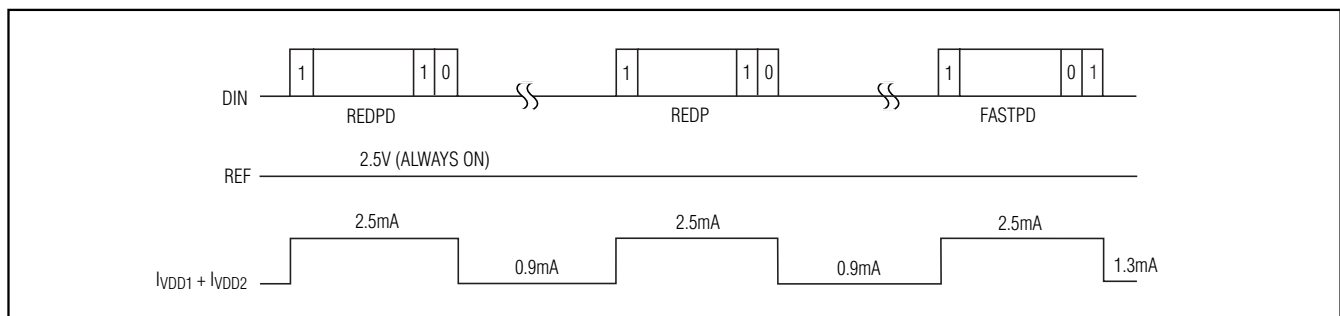 1 1 0 1 1 0 1 0 1
DIN
REDPD REDP FASTPD
2.5V (ALWAYS ON)
REF
2.5mA 2.5mA 2.5mA
0.9mA 0.9mA 1.3mA
IVDD1 + IVDD2